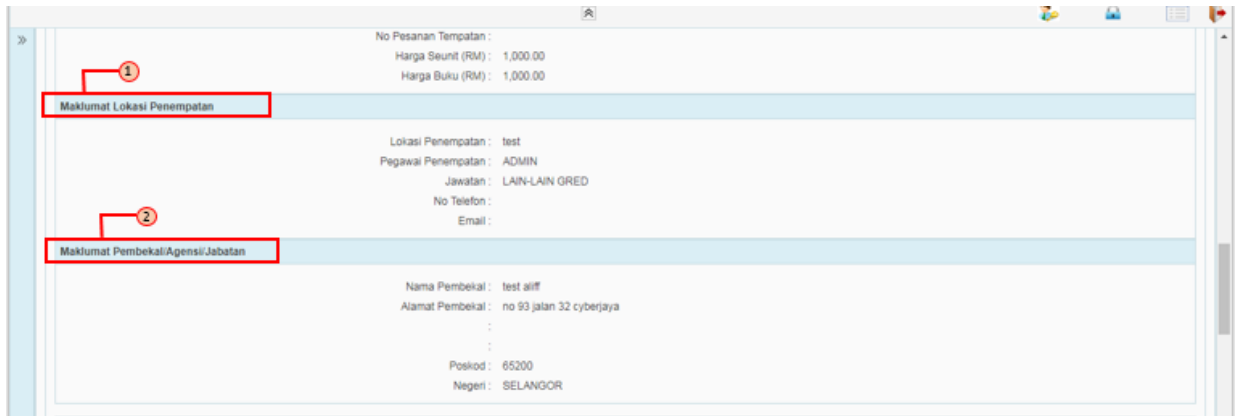 No Pesanan Tempatan :
Harga Seunit (RM) : 1,000.00
1
Harga Buku (RM) : 1,000.00
Maklumat Lokasi Penempatan
Lokasi Penempatan : test
Pegawai Penempatan : ADMIN
Jawatan : LAIN-LAIN GRED
No Telefon :
2
Email :
Maklumat Pembekal/Agensi/Jabatan
Nama Pembekal : test aliff
Alamat Pembekal : no 93 jalan 32 cyberjaya
:
:
Poskod : 65200
Negeri : SELANGOR